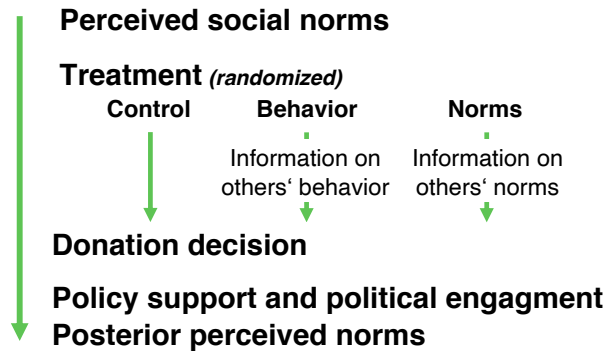 Perceived social norms
Treatment (randomized)
Control Behavior Norms
Information on Information on
others‘ behavior others‘ norms
Donation decision
Policy support and political engagment
Posterior perceived norms